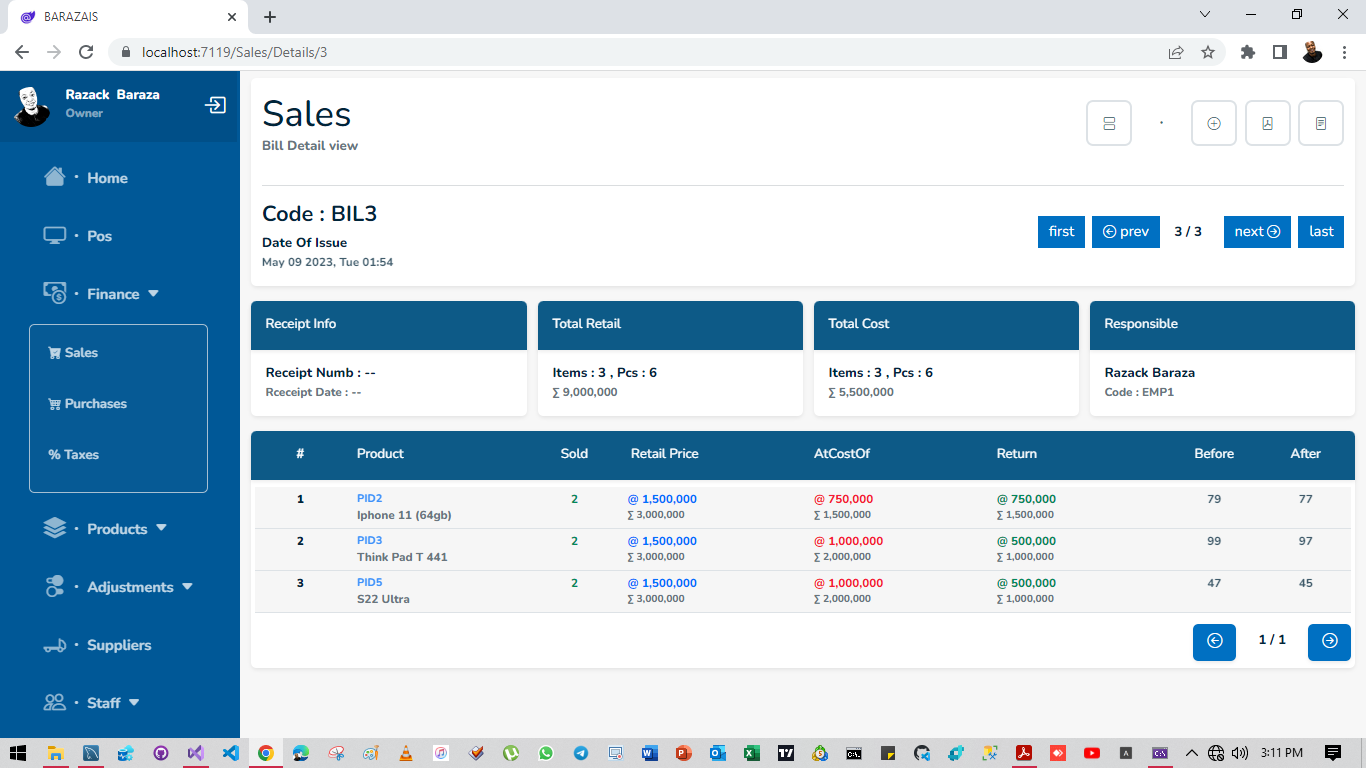 BARAZAIS
localhost:7119/Sales/Details/3
Razack Baraza
Owner
Home
Pos
Finance
Sales
Purchases
% Taxes
Products
Adjustments
Suppliers
Staff
Sales
Bill Detail view
Code : BIL3
Date Of Issue
May 09 2023, Tue 01:54
first prev 3 / 3 next last
Receipt Info
Receipt Numb : --
Rceceipt Date : --
Total Retail
Items : 3 , Pcs : 6
∑ 9,000,000
Total Cost
Items : 3 , Pcs : 6
∑ 5,500,000
Responsible
Razack Baraza
Code : EMP1
# Product Sold Retail Price AtCostOf Return Before After
1 PID2 2 @ 1,500,000 @ 750,000 @ 750,000 79 77
Iphone 11 (64gb) ∑ 3,000,000 ∑ 1,500,000 ∑ 1,500,000
2 PID3 2 @ 1,500,000 @ 1,000,000 @ 500,000 99 97
Think Pad T 441 ∑ 3,000,000 ∑ 2,000,000 ∑ 1,000,000
3 PID5 2 @ 1,500,000 @ 1,000,000 @ 500,000 47 45
S22 Ultra ∑ 3,000,000 ∑ 2,000,000 ∑ 1,000,000
1 / 1
3:11 PM